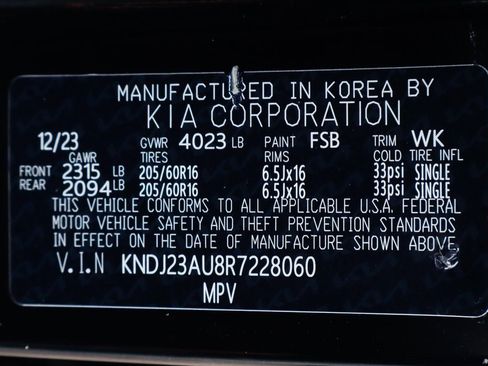 MANUFACTURED IN KOREA BY
KIA CORPORATION
12/23 GVWR 4023 LB PAINT FSB TRIM WK
GAWR TIRES RIMS COLD TIRE INFL
FRONT 2315 LB 205/60R16 6.5Jx16 33psi SINGLE
REAR 2094 LB 205/60R16 6.5Jx16 33psi SINGLE
THIS VEHICLE CONFORMS TO ALL APPLICABLE U.S.A. FEDERAL
MOTOR VEHICLE SAFETY AND THEFT PREVENTION STANDARDS
IN EFFECT ON THE DATE OF MANUFACTURE SHOWN ABOVE.
V.I.N KNDJ23AU8R7228060
MPV